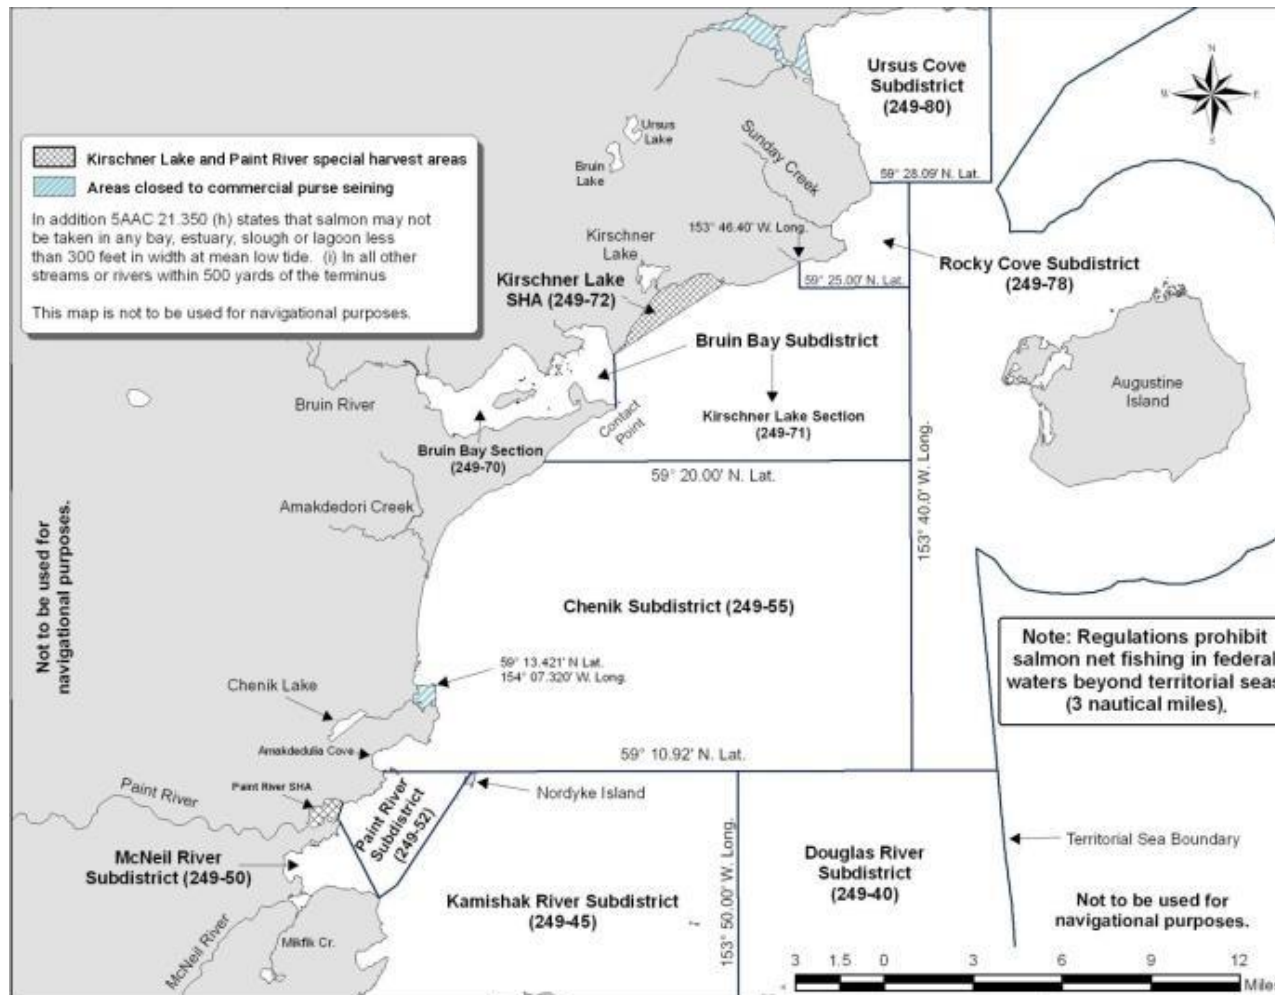 N
W
E
S
Ursus Cove
Subdistrict
(249-80)
Ursus
Lake
Bruin
Lake
Sunday Creek
59° 28.09' N. Lat.
Kirschner Lake and Paint River special harvest areas
Areas closed to commercial purse seining
In addition 5AAC 21.350 (h) states that salmon may not
be taken in any bay, estuary, slough or lagoon less
than 300 feet in width at mean low tide. (i) In all other
streams or rivers within 500 yards of the terminus
This map is not to be used for navigational purposes.
153° 46.40' W. Long.
Kirschner
Lake
Rocky Cove Subdistrict
(249-78)
Kirschner Lake
SHA (249-72)
59° 25.00' N. Lat.
Bruin Bay Subdistrict
Augustine
Island
Bruin River
Contact
Point
Kirschner Lake Section
(249-71)
Bruin Bay Section
(249-70)
59° 20.00' N. Lat.
153° 40.0' W. Long.
Amakdedori Creek
Not to be used for
navigational purposes.
Chenik Subdistrict (249-55)
Note: Regulations prohibit
salmon net fishing in federal
waters beyond territorial seas
(3 nautical miles).
59° 13.421' N Lat.
154° 07.320' W. Long.
Chenik Lake
Amakdedulia Cove
59° 10.92' N. Lat.
Paint River
Paint River SHA
Nordyke Island
Paint River
Subdistrict
(249-52)
Territorial Sea Boundary
McNeil River
Subdistrict (249-50)
Douglas River
Subdistrict
(249-40)
Kamishak River Subdistrict
(249-45)
153° 50.00' W. Long.
Not to be used for
navigational purposes.
McNeil River
Mikfik Cr.
3 1.5 0 3 6 9 12
Miles